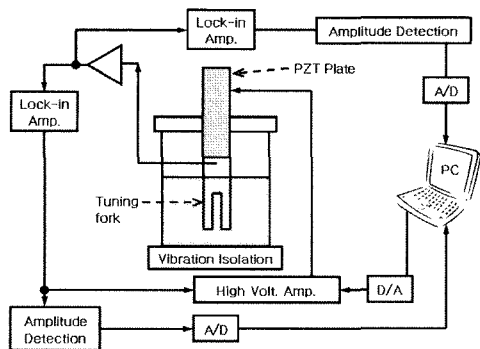 Lock-in
Amp.
Amplitude Detection
PZT Plate
A/D
Lock-in
Amp.
PC
Tuning
fork
Vibration Isolation
High Volt. Amp.
D/A
Amplitude
Detection
A/D